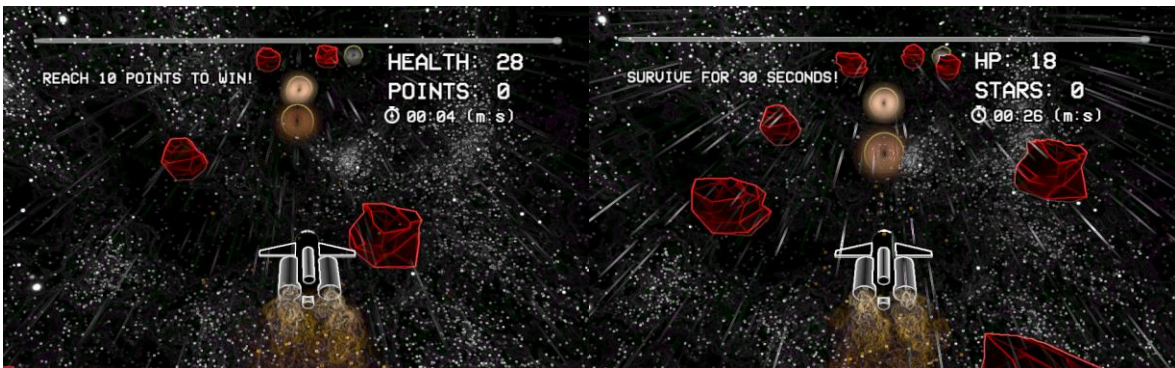 REACH 10 POINTS TO WIN!
HEALTH: 28
POINTS: 0
00:04 (m:s)
SURVIVE FOR 30 SECONDS!
HP: 18
STARS: 0
00:26 (m:s)